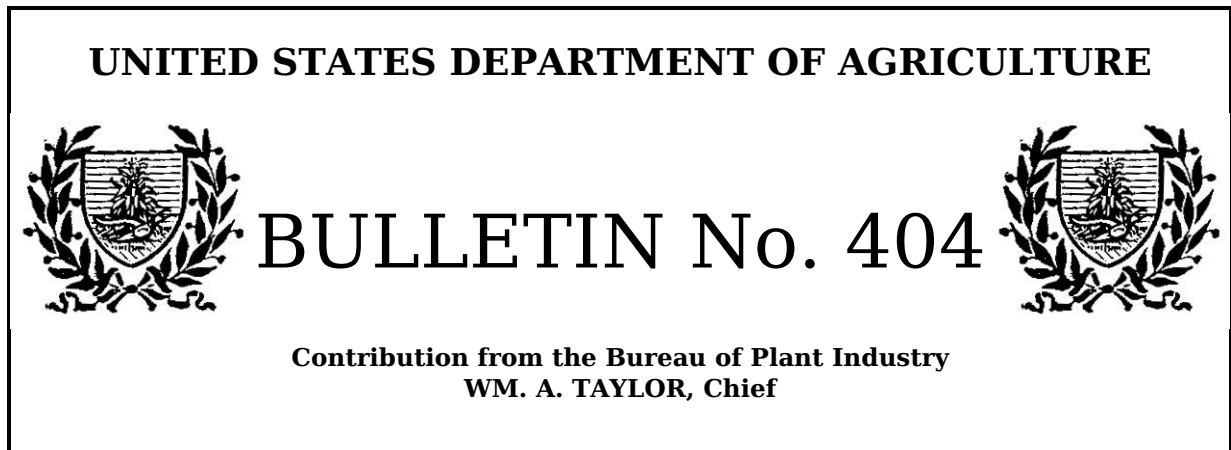 UNITED STATES DEPARTMENT OF AGRICULTURE
BULLETIN No. 404
Contribution from the Bureau of Plant Industry
WM. A. TAYLOR, Chief